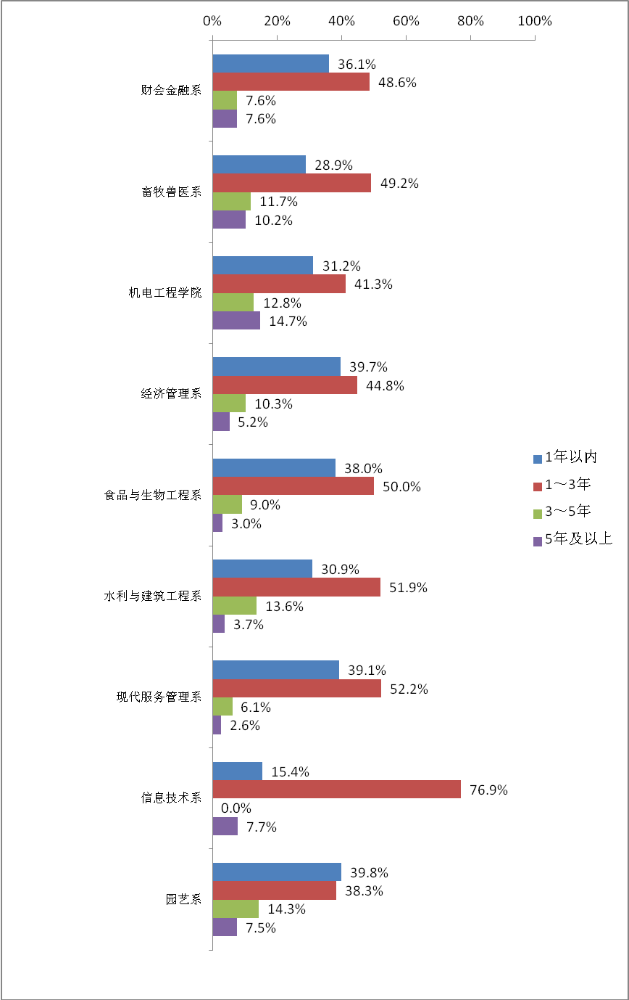 0% 20% 40% 60% 80% 100%
财会金融系
36.1%
48.6%
7.6%
7.6%
畜牧兽医系
28.9%
49.2%
11.7%
10.2%
机电工程学院
31.2%
41.3%
12.8%
14.7%
经济管理系
39.7%
44.8%
10.3%
5.2%
食品与生物工程系
38.0%
50.0%
9.0%
3.0%
水利与建筑工程系
30.9%
51.9%
13.6%
3.7%
现代服务管理系
39.1%
52.2%
6.1%
2.6%
信息技术系
15.4%
76.9%
0.0%
7.7%
园艺系
39.8%
38.3%
14.3%
7.5%
1年以内
1～3年
3～5年
5年及以上